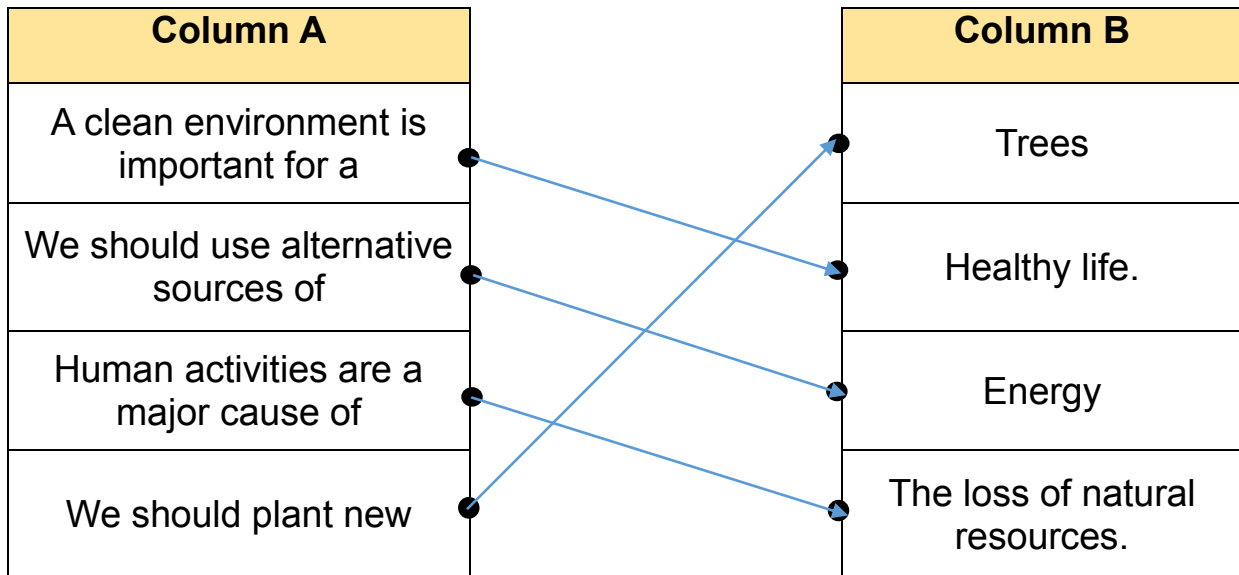 Column A
Column B
A clean environment is
important for a
Trees
We should use alternative
sources of
Healthy life.
Human activities are a
major cause of
Energy
We should plant new
The loss of natural
resources.